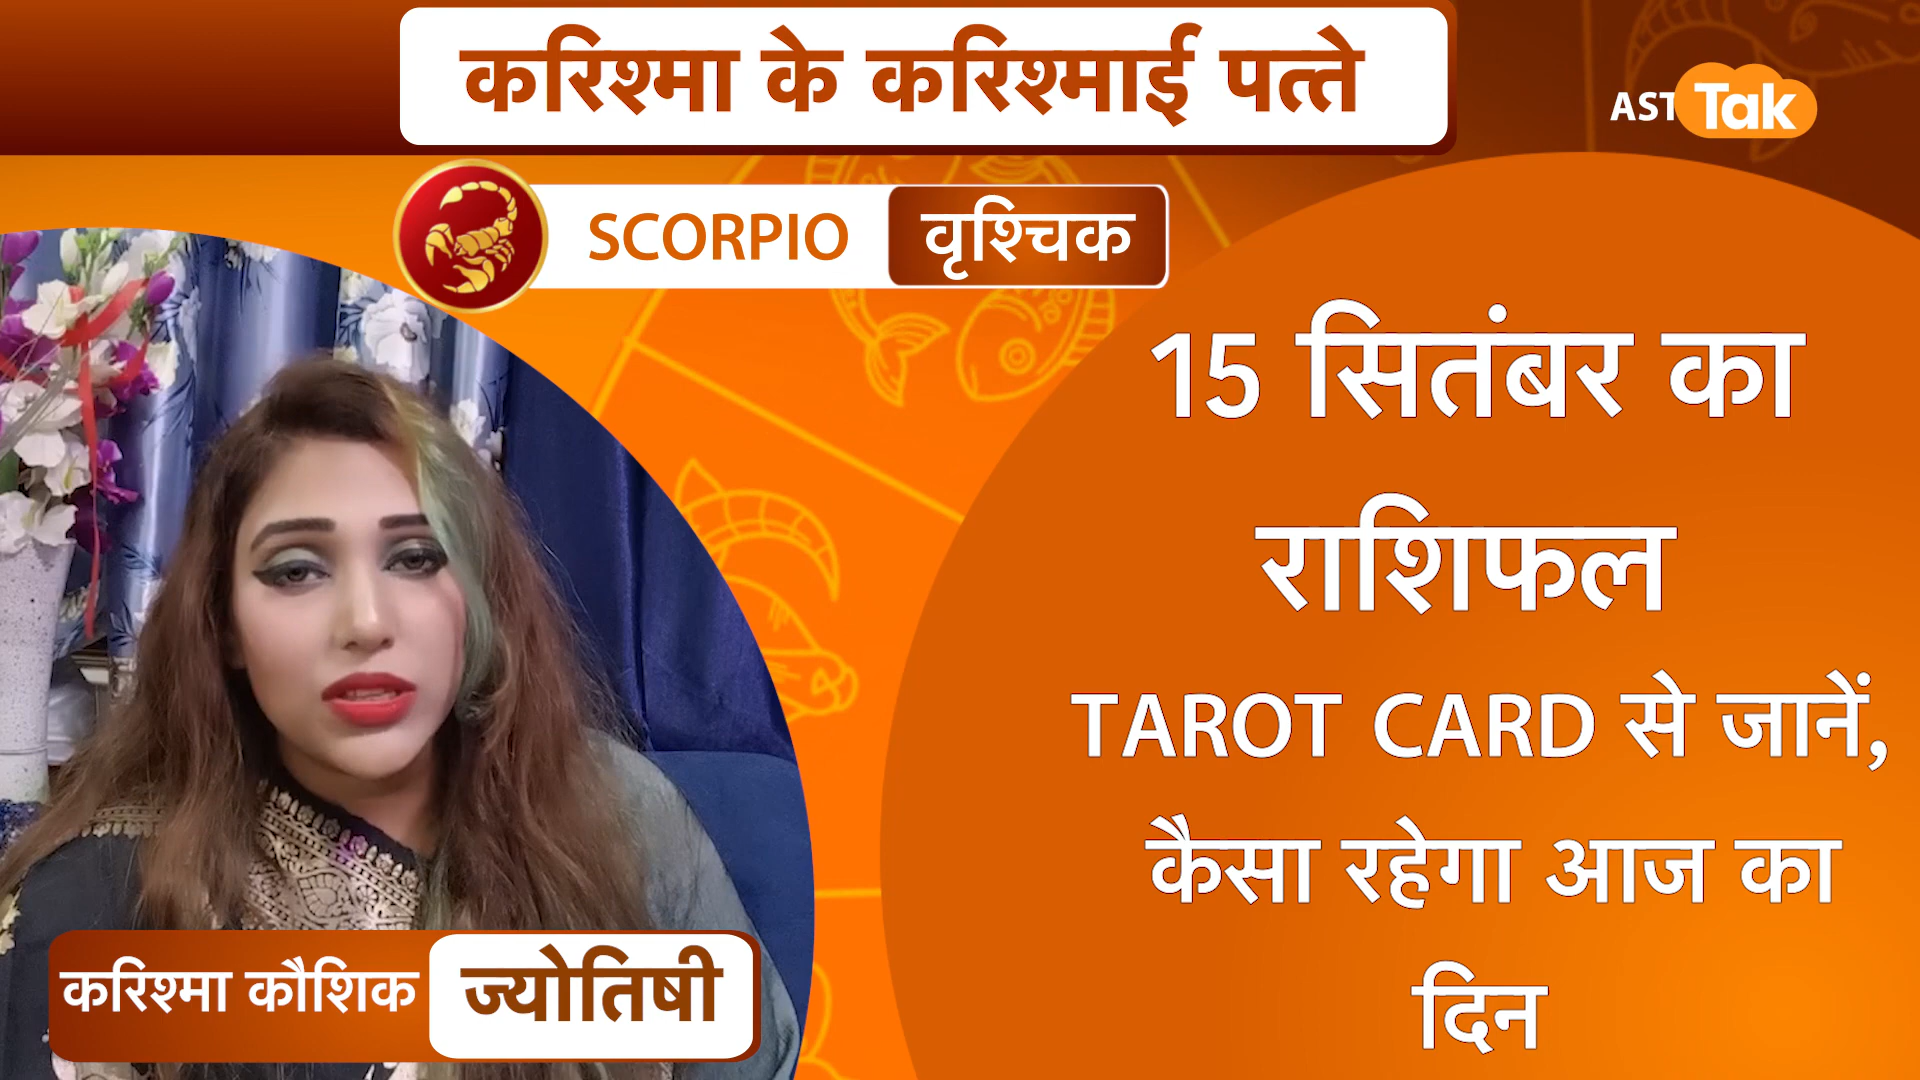 करिश्मा के करिश्माई पत्ते
AST Tak
SCORPIO वृश्चिक
15 सितंबर का
राशिफल
TAROT CARD से जानें,
कैसा रहेगा आज का
दिन
करिश्मा कौशिक ज्योतिषी